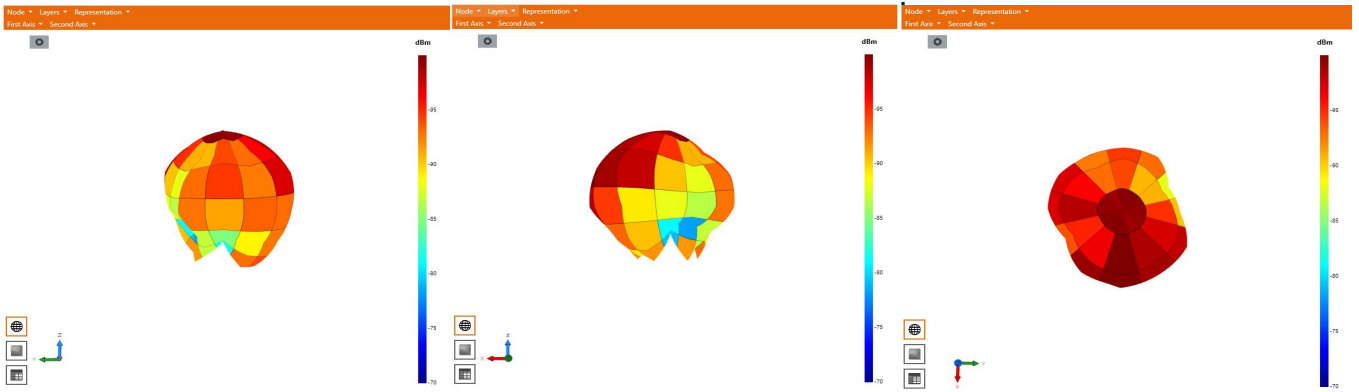 Node Layers Representation
First Axis Second Axis
dBm
-95
-90
-85
-80
-75
-70
Z
Y
Node Layers Representation
First Axis Second Axis
dBm
-95
-90
-85
-80
-75
-70
Z
X
Node Layers Representation
First Axis Second Axis
dBm
-95
-90
-85
-80
-75
-70
Y
X